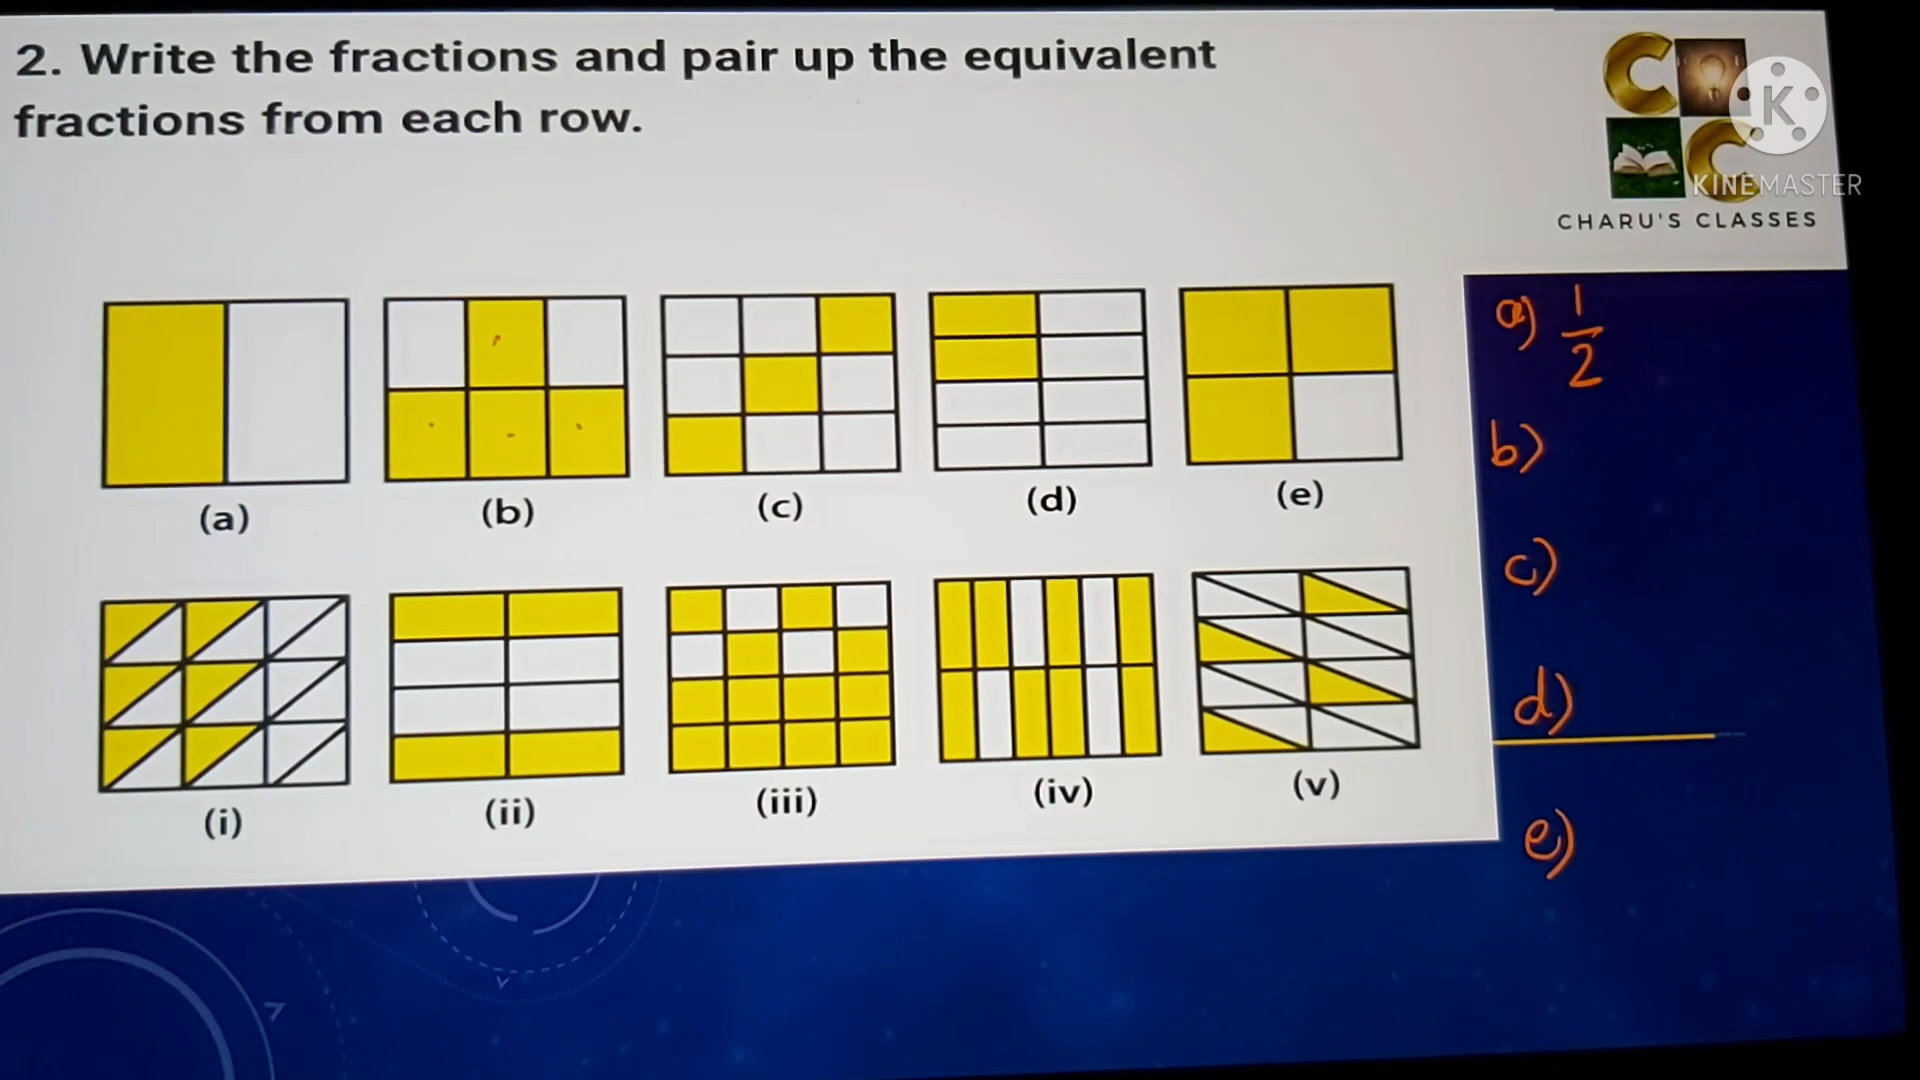 2. Write the fractions and pair up the equivalent
fractions from each row.
C
K
C
KINEMASTER
CHARU'S CLASSES
(a) (b) (c) (d) (e)
(i) (ii) (iii) (iv) (v)
a) 1/2
b)
c)
d)
e)